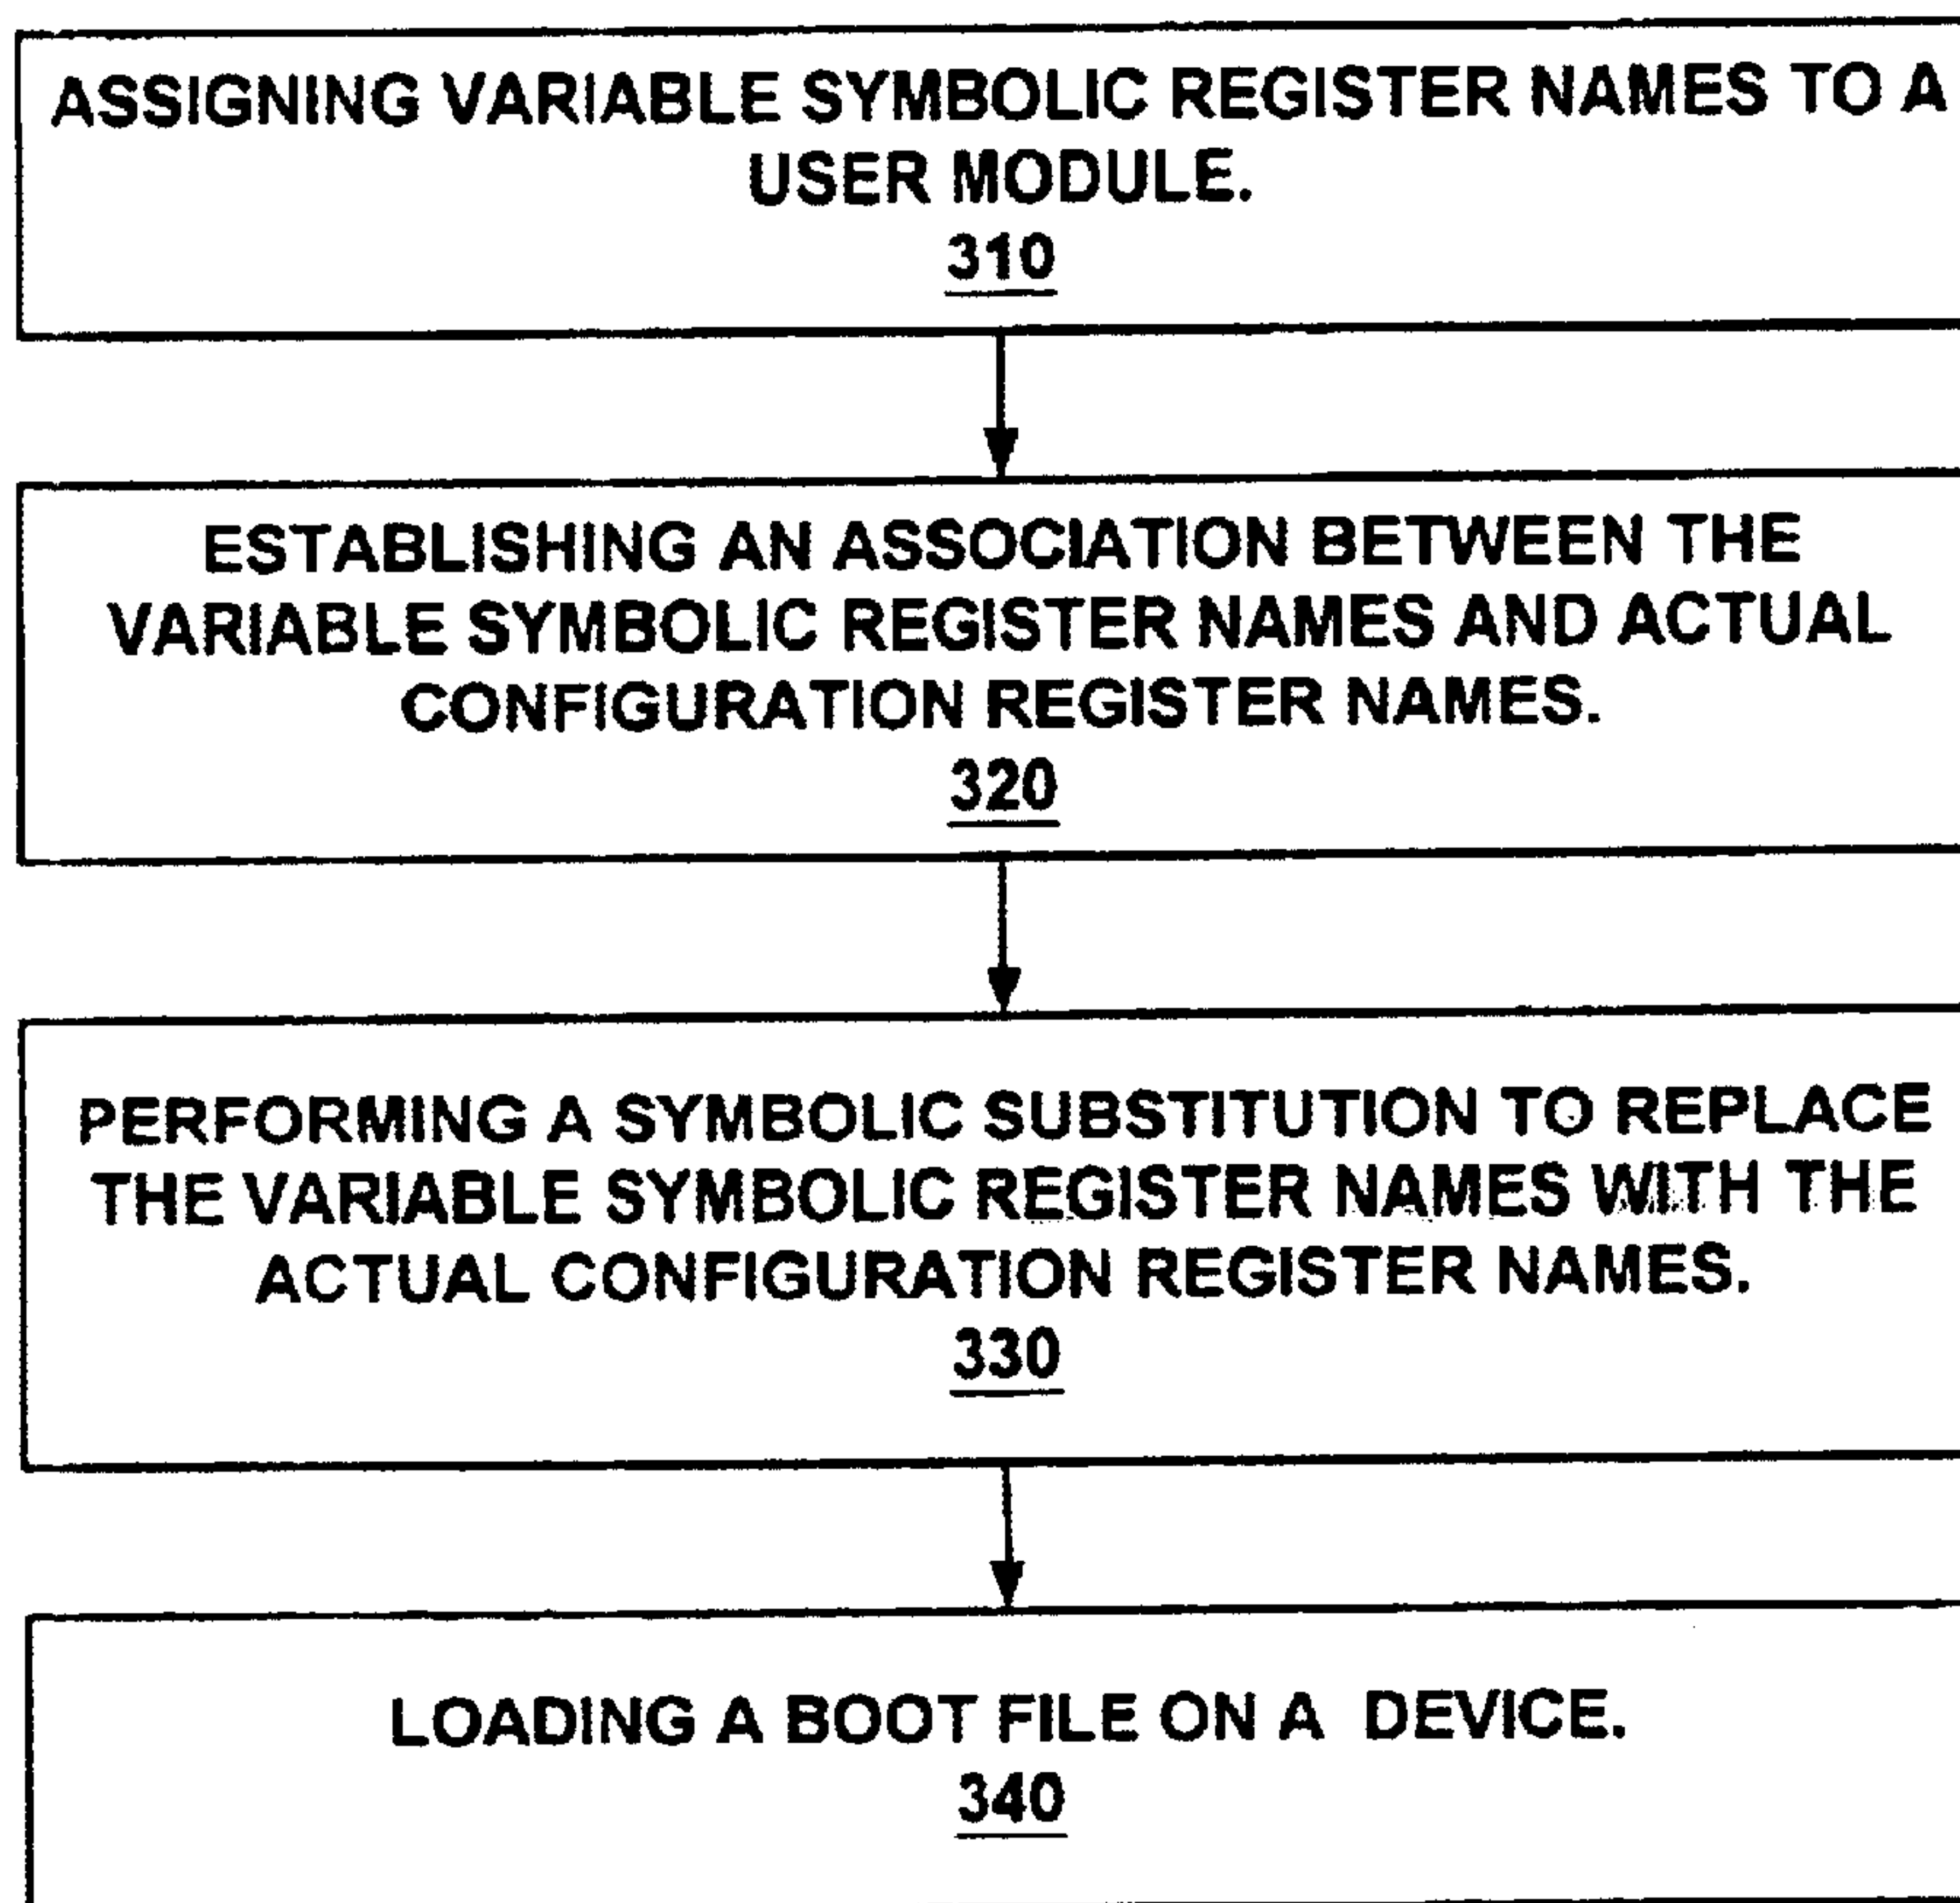 ASSIGNING VARIABLE SYMBOLIC REGISTER NAMES TO A
USER MODULE.
310
ESTABLISHING AN ASSOCIATION BETWEEN THE
VARIABLE SYMBOLIC REGISTER NAMES AND ACTUAL
CONFIGURATION REGISTER NAMES.
320
PERFORMING A SYMBOLIC SUBSTITUTION TO REPLACE
THE VARIABLE SYMBOLIC REGISTER NAMES WITH THE
ACTUAL CONFIGURATION REGISTER NAMES.
330
LOADING A BOOT FILE ON A DEVICE.
340